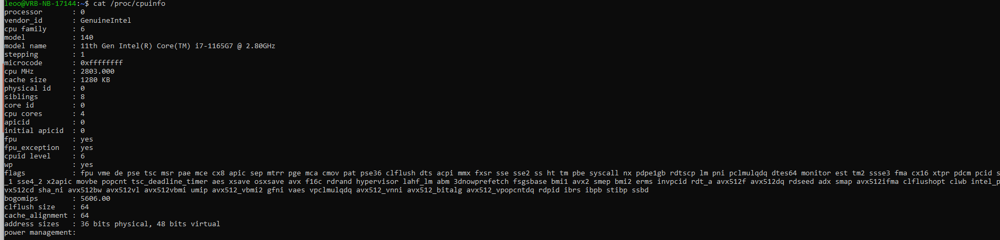 leoo@VRB-NB-17144:~$ cat /proc/cpuinfo
processor : 0
vendor_id : GenuineIntel
cpu family : 6
model : 140
model name : 11th Gen Intel(R) Core(TM) i7-1165G7 @ 2.80GHz
stepping : 1
microcode : 0xffffffff
cpu MHz : 2803.000
cache size : 1280 KB
physical id : 0
siblings : 8
core id : 0
cpu cores : 4
apicid : 0
initial apicid : 0
fpu : yes
fpu_exception : yes
cpuid level : 6
wp : yes
flags : fpu vme de pse tsc msr pae mce cx8 apic sep mtrr pge mca cmov pat pse36 clflush dts acpi mmx fxsr sse sse2 ss ht tm pbe syscall nx pdpe1gb rdtscp lm pni pclmulqdq dtes64 monitor est tm2 ssse3 fma cx16 xtpr pdcm pcid s
_1 sse4_2 x2apic movbe popcnt tsc_deadline_timer aes xsave osxsave avx f16c rdrand hypervisor lahf_lm abm 3dnowprefetch fsgsbase bmi1 avx2 smep bmi2 erms invpcid rdt_a avx512f avx512dq rdseed adx smap avx512ifma clflushopt clwb intel_p
vx512cd sha_ni avx512bw avx512vl avx512vbmi umip avx512_vbmi2 gfni vaes vpclmulqdq avx512_vnni avx512_bitalg avx512_vpopcntdq rdpid ibrs ibpb stibp ssbd
bogomips : 5606.00
clflush size : 64
cache_alignment : 64
address sizes : 36 bits physical, 48 bits virtual
power management: